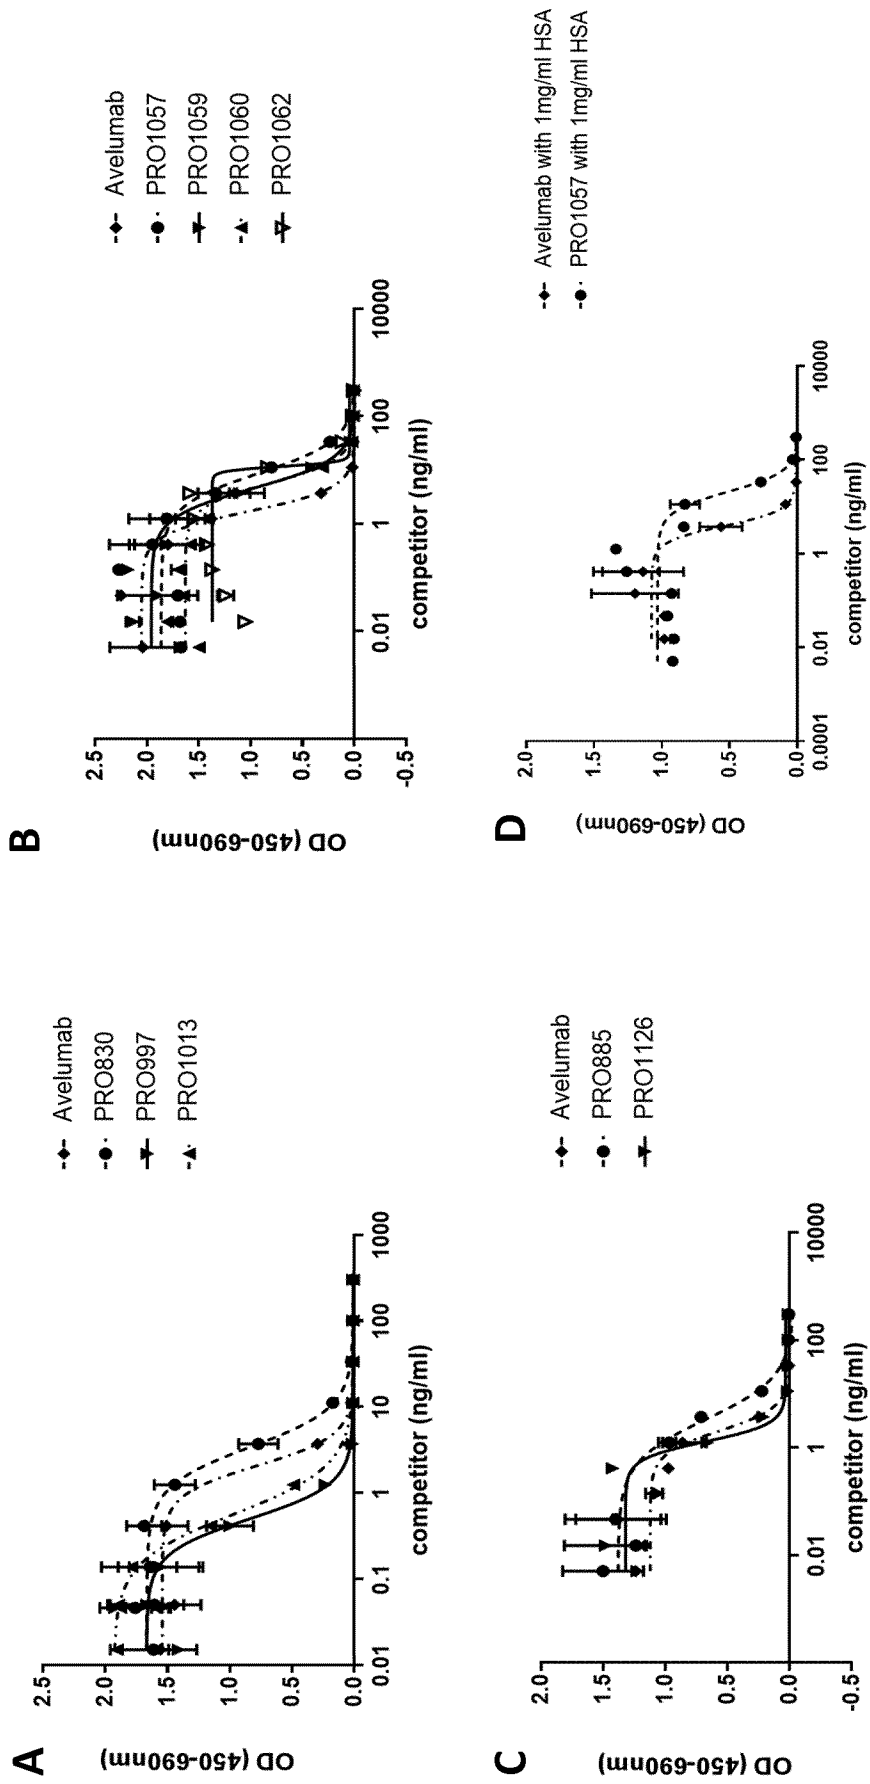 A
OD (450-690nm)
2.5
2.0
1.5
1.0
0.5
0.0
0.01
0.1
1
10
100
1000
competitor (ng/ml)
Avelumab
PRO830
PRO997
PRO1013
B
OD (450-690nm)
2.5
2.0
1.5
1.0
0.5
0.0
-0.5
0.01
1
100
10000
competitor (ng/ml)
Avelumab
PRO1057
PRO1059
PRO1060
PRO1062
C
OD (450-690nm)
2.0
1.5
1.0
0.5
0.0
-0.5
0.01
1
100
10000
competitor (ng/ml)
Avelumab
PRO885
PRO1126
D
OD (450-690nm)
2.0
1.5
1.0
0.5
0.0
0.0001
0.01
1
100
10000
competitor (ng/ml)
Avelumab with 1mg/ml HSA
PRO1057 with 1mg/ml HSA